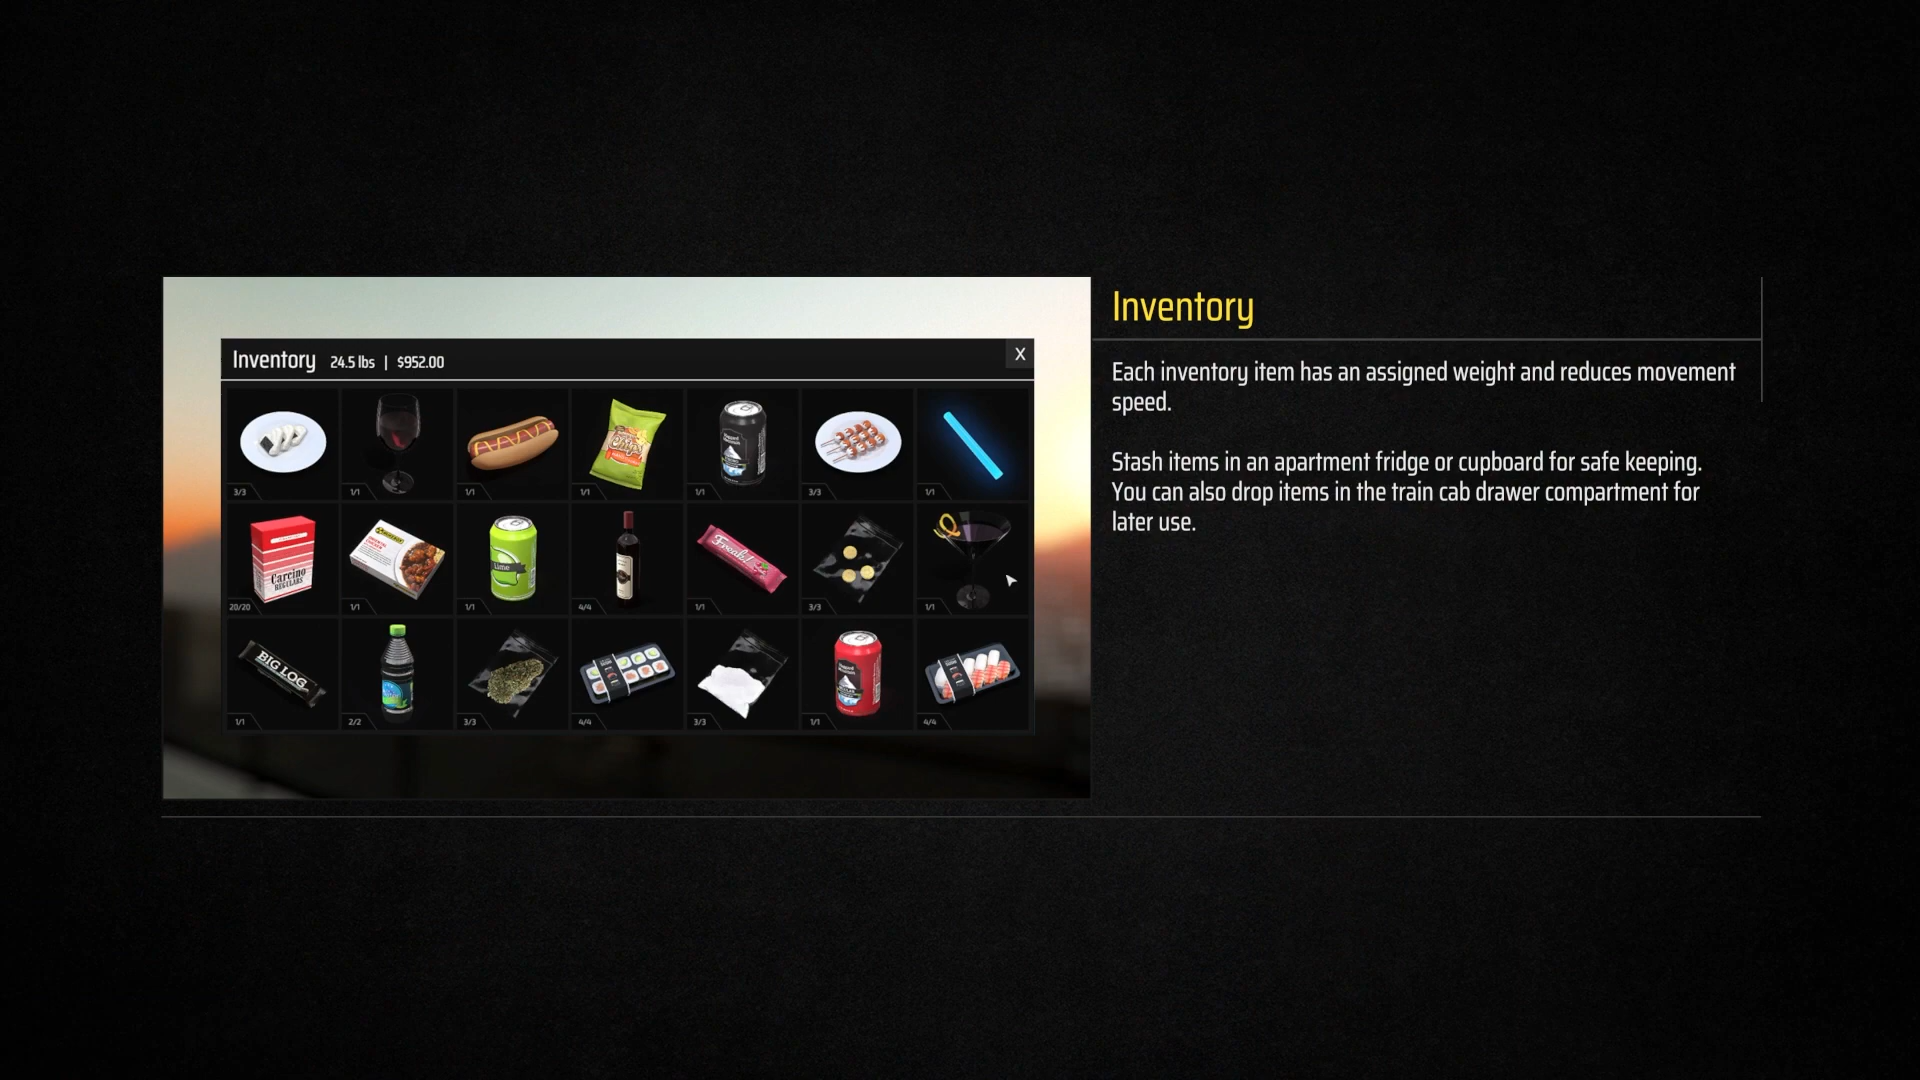 Inventory 24.5 lbs | $952.00 X
3/3 1/1 1/1 1/1 1/1 3/3 1/1
Lime
Freak!
Carcino
REGULARS
20/20 1/1 1/1 4/4 1/1 3/3 1/1
BIG LOG
1/1 2/2 3/3 4/4 3/3 1/1 4/4
Inventory
Each inventory item has an assigned weight and reduces movement
speed.
Stash items in an apartment fridge or cupboard for safe keeping.
You can also drop items in the train cab drawer compartment for
later use.